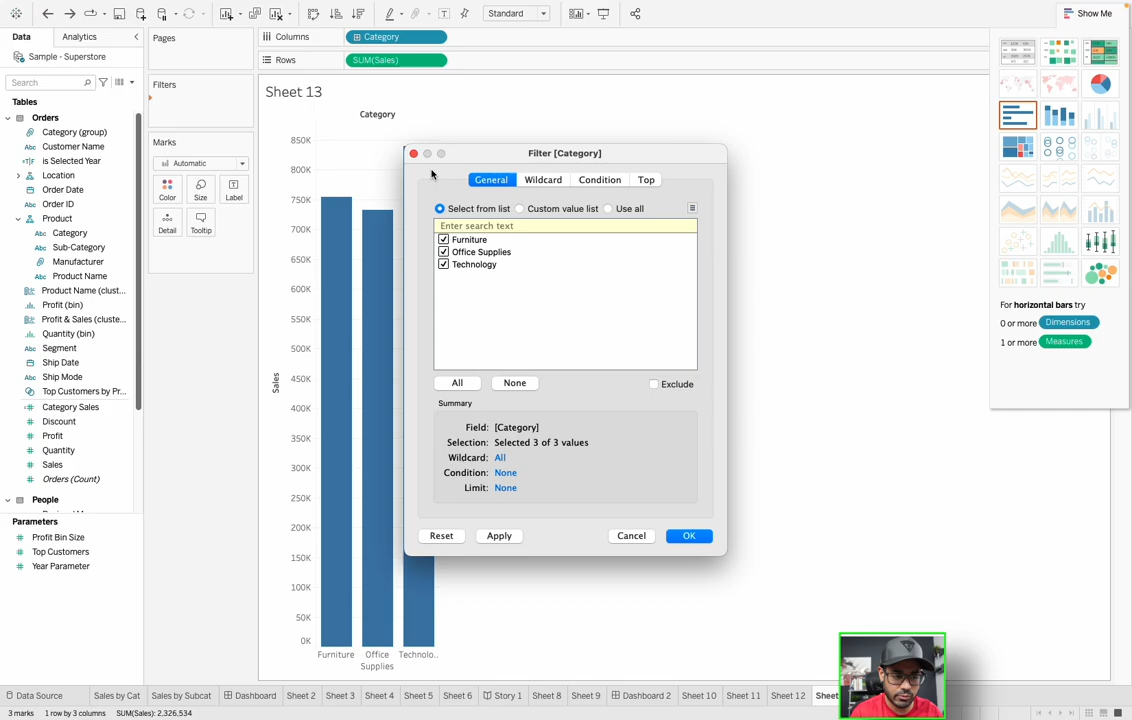 Standard
Show Me
Data
Analytics
Pages
Columns
Category
Sample - Superstore
Rows
SUM(Sales)
Search
Filters
Sheet 13
Tables
Orders
Category (group)
Abc Customer Name
=T|F is Selected Year
Location
Order Date
Abc Order ID
Product
Abc Category
Abc Sub-Category
Manufacturer
Abc Product Name
Product Name (clust...
Profit (bin)
Profit & Sales (cluste...
Quantity (bin)
Abc Segment
Ship Date
Abc Ship Mode
Top Customers by Pr...
=# Category Sales
# Discount
# Profit
# Quantity
# Sales
=# Orders (Count)
People
Parameters
# Profit Bin Size
# Top Customers
# Year Parameter
Marks
Automatic
Color
Size
Label
Detail
Tooltip
Category
Sales
850K
800K
750K
700K
650K
600K
550K
500K
450K
400K
350K
300K
250K
200K
150K
100K
50K
0K
Furniture
Office
Supplies
Technolo..
Filter [Category]
General
Wildcard
Condition
Top
Select from list
Custom value list
Use all
Enter search text
Furniture
Office Supplies
Technology
All
None
Exclude
Summary
Field: [Category]
Selection: Selected 3 of 3 values
Wildcard: All
Condition: None
Limit: None
Reset
Apply
Cancel
OK
For horizontal bars try
0 or more Dimensions
1 or more Measures
Data Source
Sales by Cat
Sales by Subcat
Dashboard
Sheet 2
Sheet 3
Sheet 4
Sheet 5
Sheet 6
Story 1
Sheet 8
Sheet 9
Dashboard 2
Sheet 10
Sheet 11
Sheet 12
Sheet
3 marks
1 row by 3 columns
SUM(Sales): 2,326,534